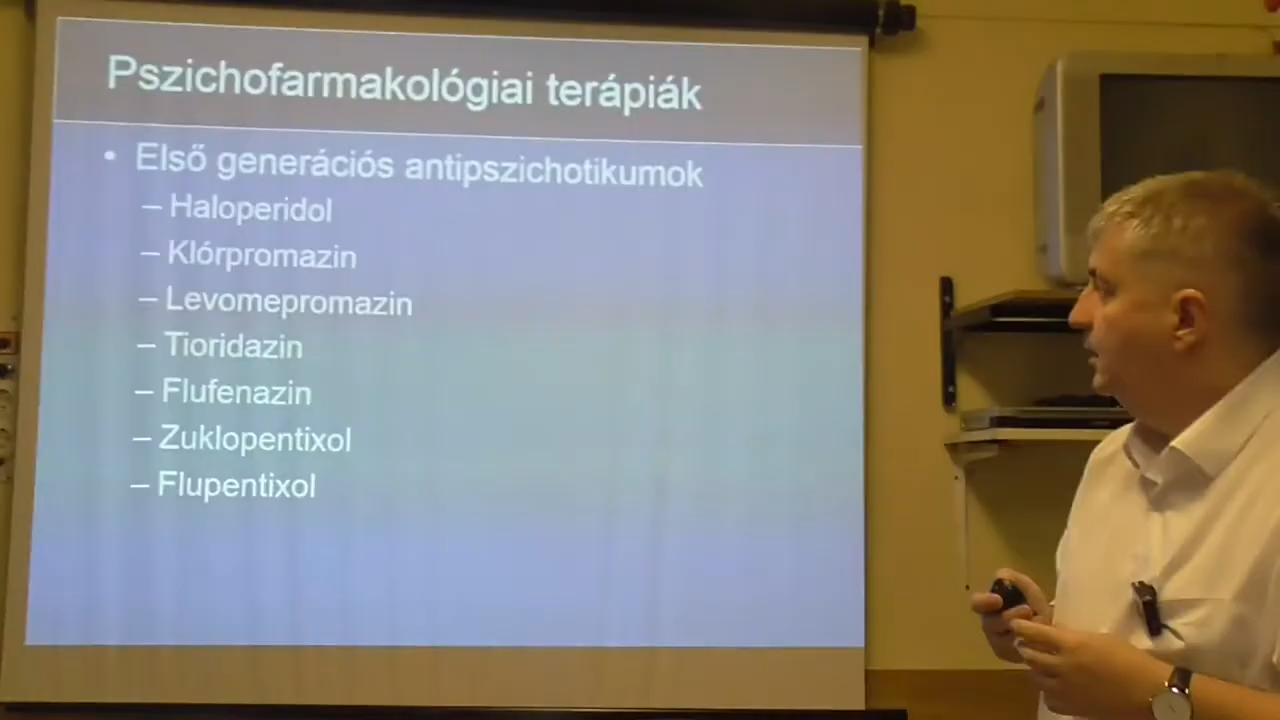 Pszichofarmakológiai terápiák
• Első generációs antipszichotikumok
– Haloperidol
– Klórpromazin
– Levomepromazin
– Tioridazin
– Flufenazin
– Zuklopentixol
– Flupentixol